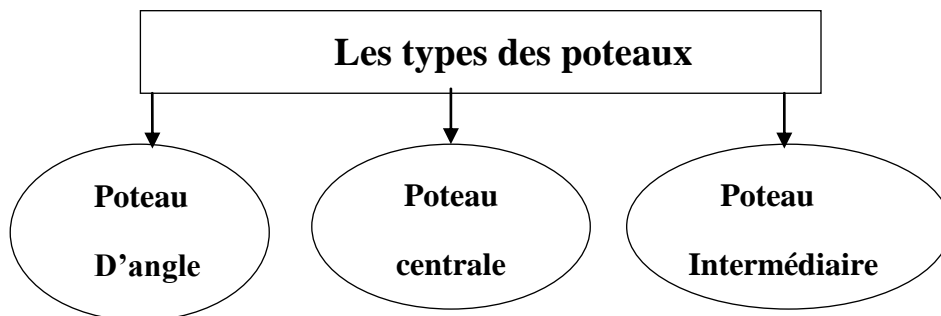 Les types des poteaux
Poteau
D’angle
Poteau
centrale
Poteau
Intermédiaire